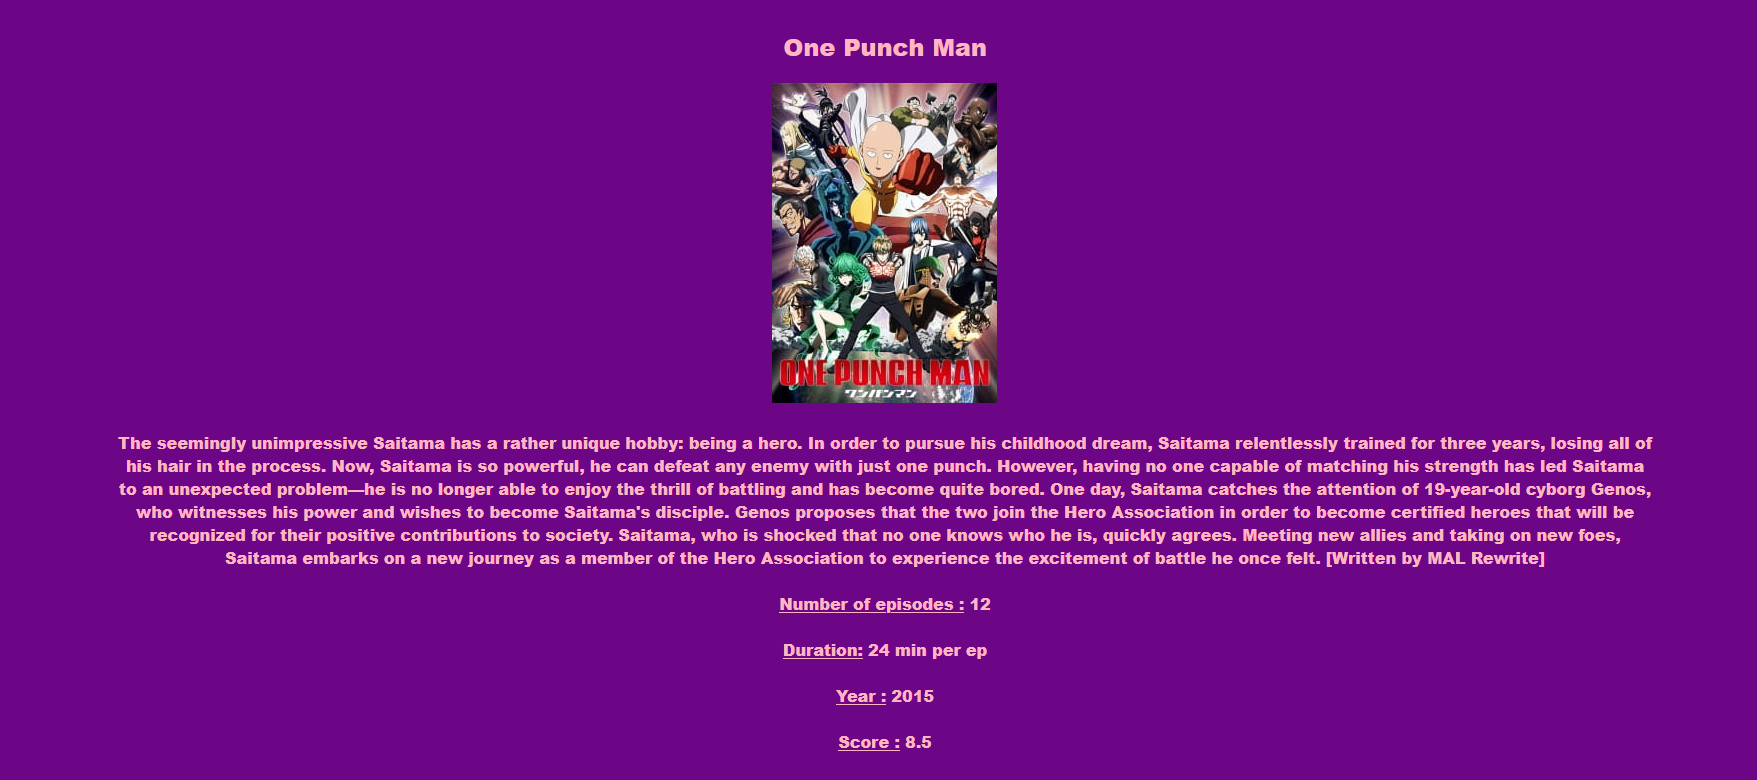 One Punch Man
ONE PUNCH MAN
ワンパンマン
The seemingly unimpressive Saitama has a rather unique hobby: being a hero. In order to pursue his childhood dream, Saitama relentlessly trained for three years, losing all of
his hair in the process. Now, Saitama is so powerful, he can defeat any enemy with just one punch. However, having no one capable of matching his strength has led Saitama
to an unexpected problem—he is no longer able to enjoy the thrill of battling and has become quite bored. One day, Saitama catches the attention of 19-year-old cyborg Genos,
who witnesses his power and wishes to become Saitama's disciple. Genos proposes that the two join the Hero Association in order to become certified heroes that will be
recognized for their positive contributions to society. Saitama, who is shocked that no one knows who he is, quickly agrees. Meeting new allies and taking on new foes,
Saitama embarks on a new journey as a member of the Hero Association to experience the excitement of battle he once felt. [Written by MAL Rewrite]
Number of episodes : 12
Duration: 24 min per ep
Year : 2015
Score : 8.5